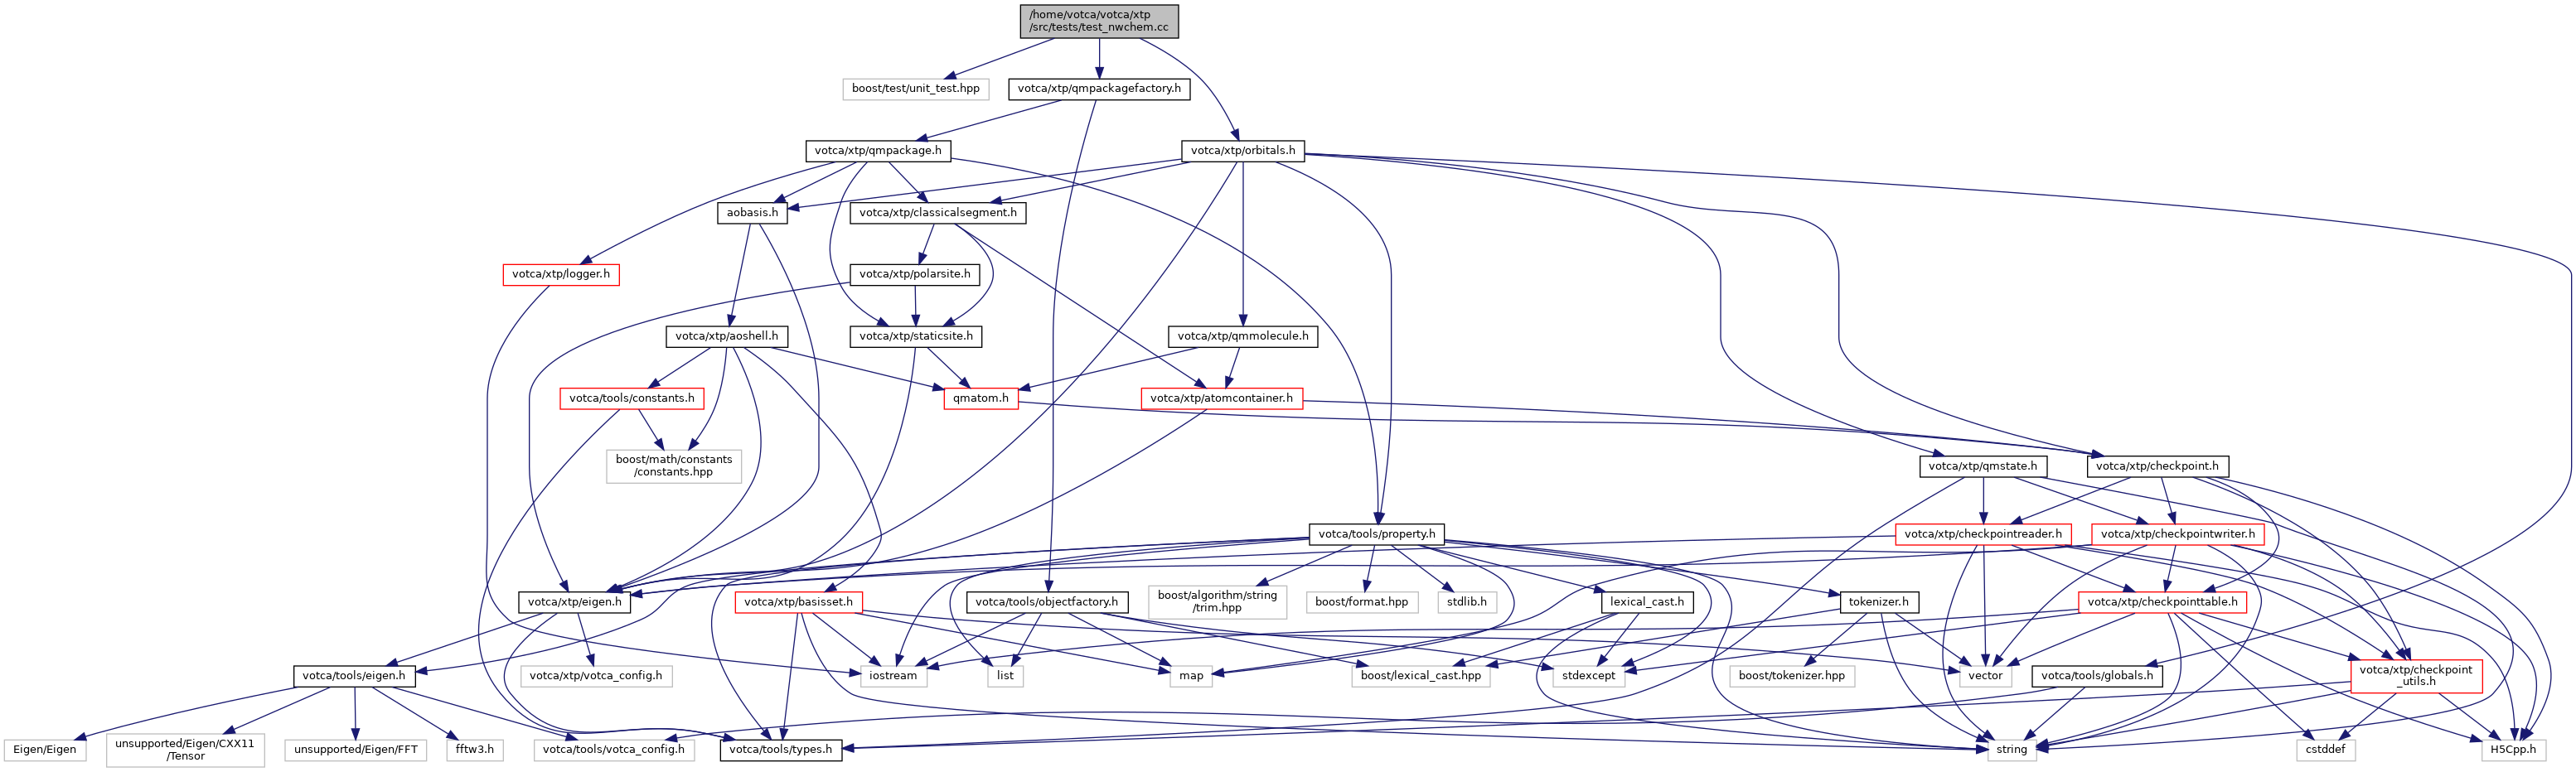 /home/votca/votca/xtp
/src/tests/test_nwchem.cc
boost/test/unit_test.hpp
votca/xtp/qmpackagefactory.h
votca/xtp/qmpackage.h
votca/xtp/orbitals.h
aobasis.h
votca/xtp/classicalsegment.h
votca/xtp/logger.h
votca/xtp/polarsite.h
votca/xtp/aoshell.h
votca/xtp/staticsite.h
votca/xtp/qmmolecule.h
votca/tools/constants.h
qmatom.h
votca/xtp/atomcontainer.h
boost/math/constants
/constants.hpp
votca/xtp/qmstate.h
votca/xtp/checkpoint.h
votca/tools/property.h
votca/xtp/checkpointreader.h
votca/xtp/checkpointwriter.h
votca/xtp/eigen.h
votca/xtp/basisset.h
votca/tools/objectfactory.h
boost/algorithm/string
/trim.hpp
boost/format.hpp
stdlib.h
lexical_cast.h
tokenizer.h
votca/xtp/checkpointtable.h
votca/tools/eigen.h
votca/xtp/votca_config.h
iostream
list
map
boost/lexical_cast.hpp
stdexcept
boost/tokenizer.hpp
vector
votca/tools/globals.h
votca/xtp/checkpoint
_utils.h
Eigen/Eigen
unsupported/Eigen/CXX11
/Tensor
unsupported/Eigen/FFT
fftw3.h
votca/tools/votca_config.h
votca/tools/types.h
string
cstddef
H5Cpp.h